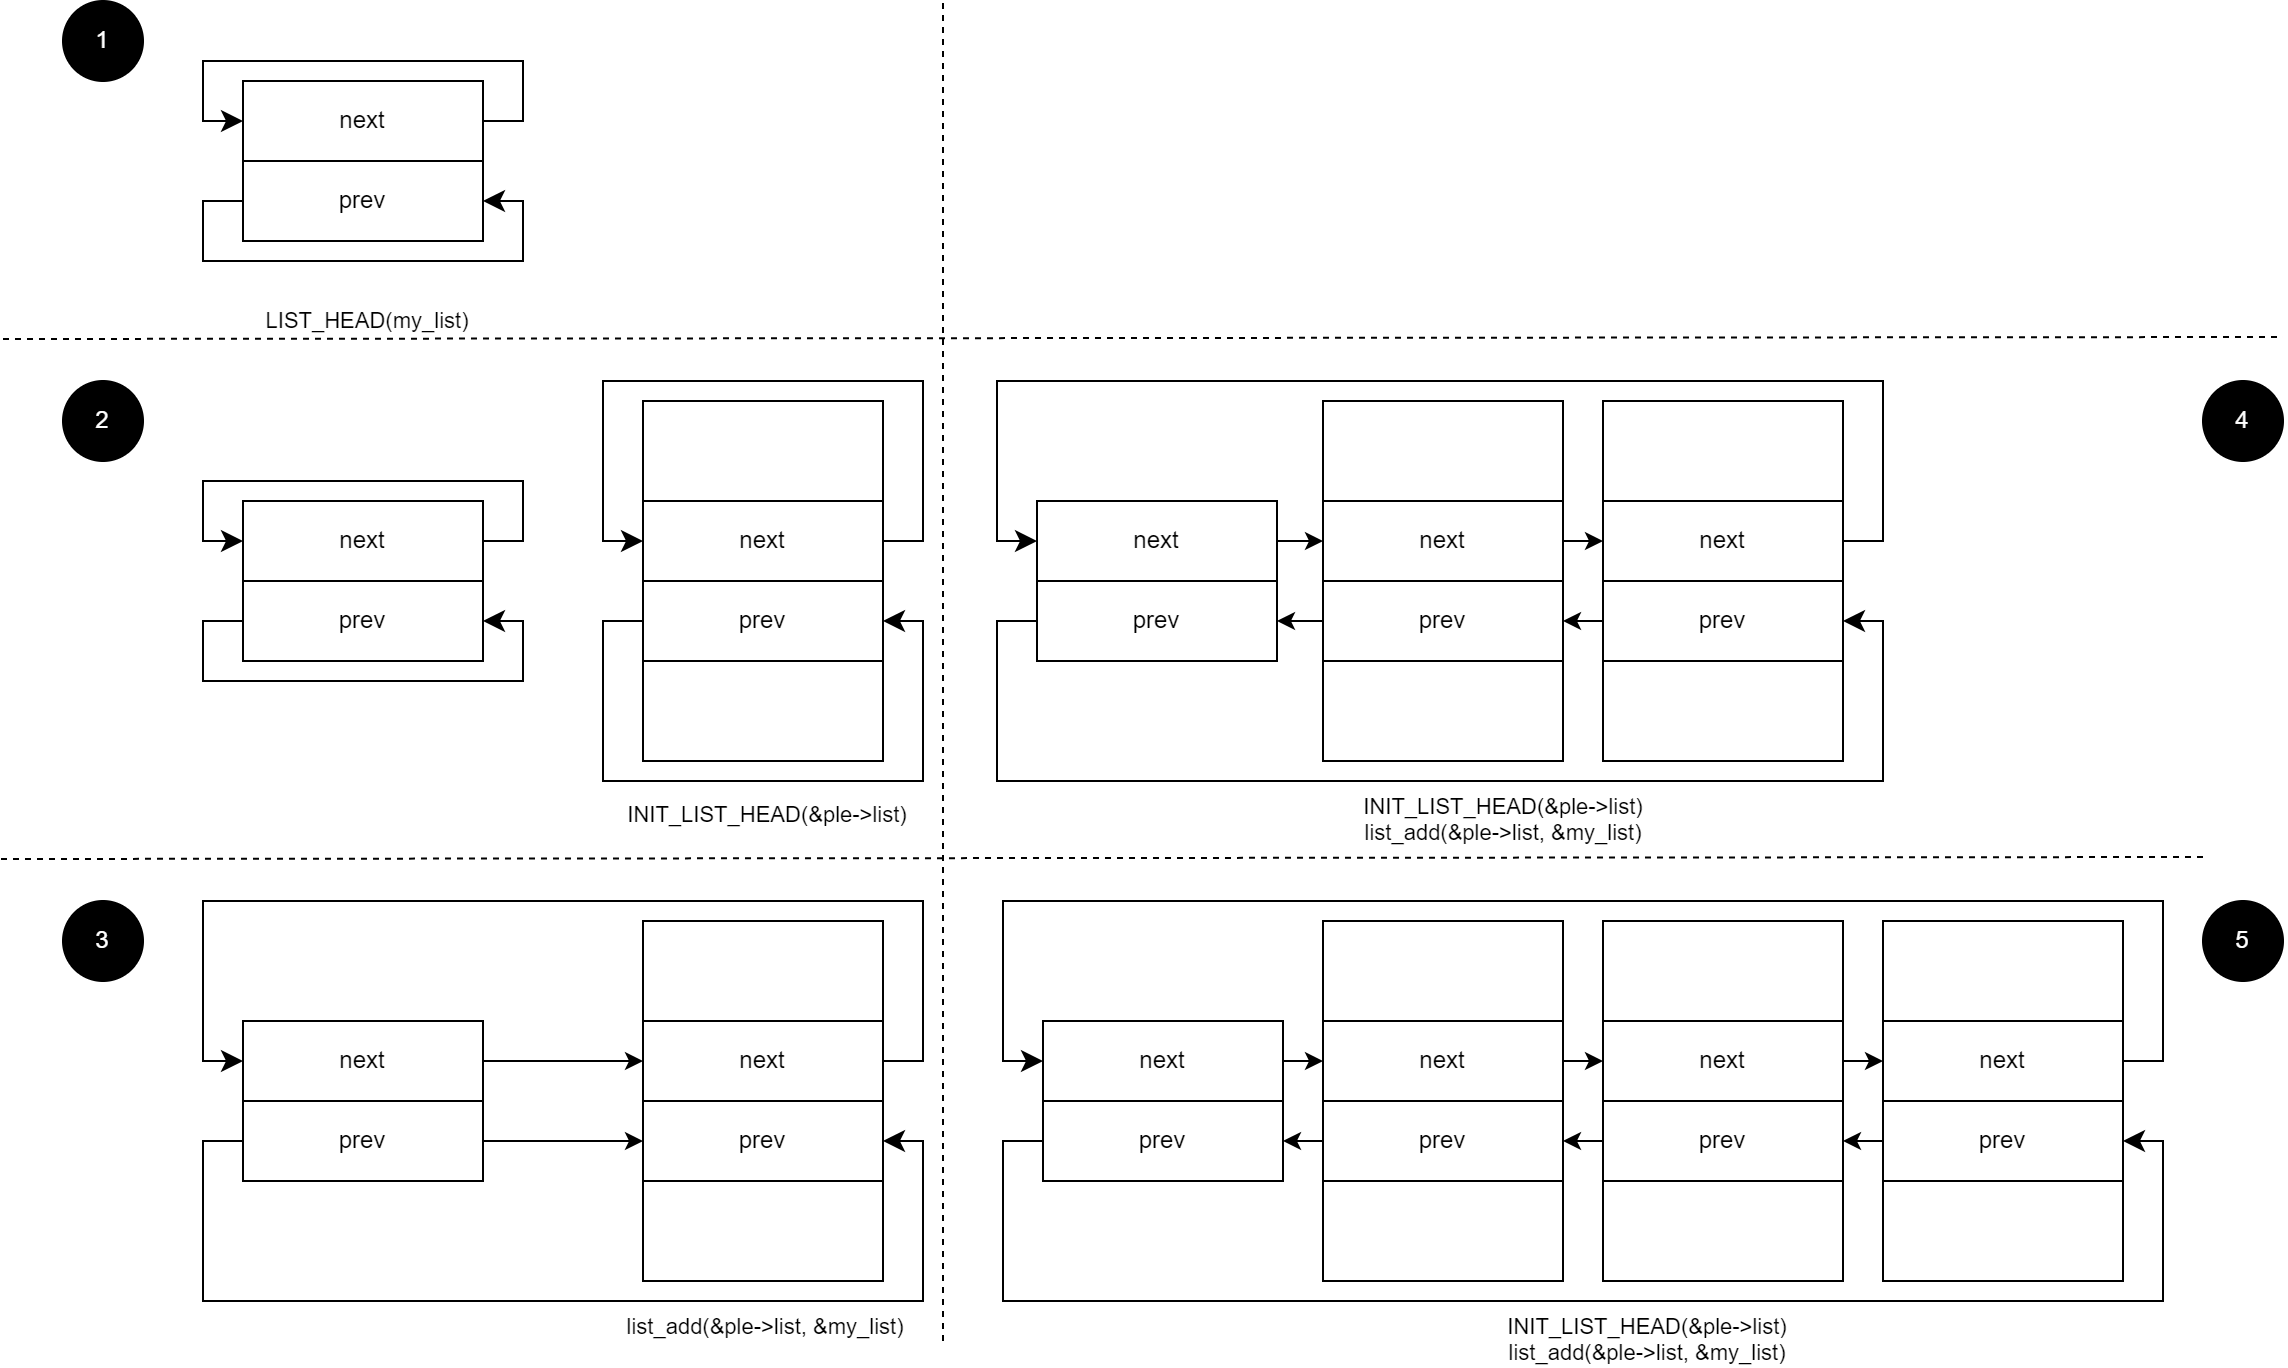 1
next
prev
LIST_HEAD(my_list)
2
next
prev
next
prev
INIT_LIST_HEAD(&ple->list)
3
next
prev
next
prev
list_add(&ple->list, &my_list)
4
next
prev
next
prev
next
prev
INIT_LIST_HEAD(&ple->list)
list_add(&ple->list, &my_list)
5
next
prev
next
prev
next
prev
next
prev
INIT_LIST_HEAD(&ple->list)
list_add(&ple->list, &my_list)